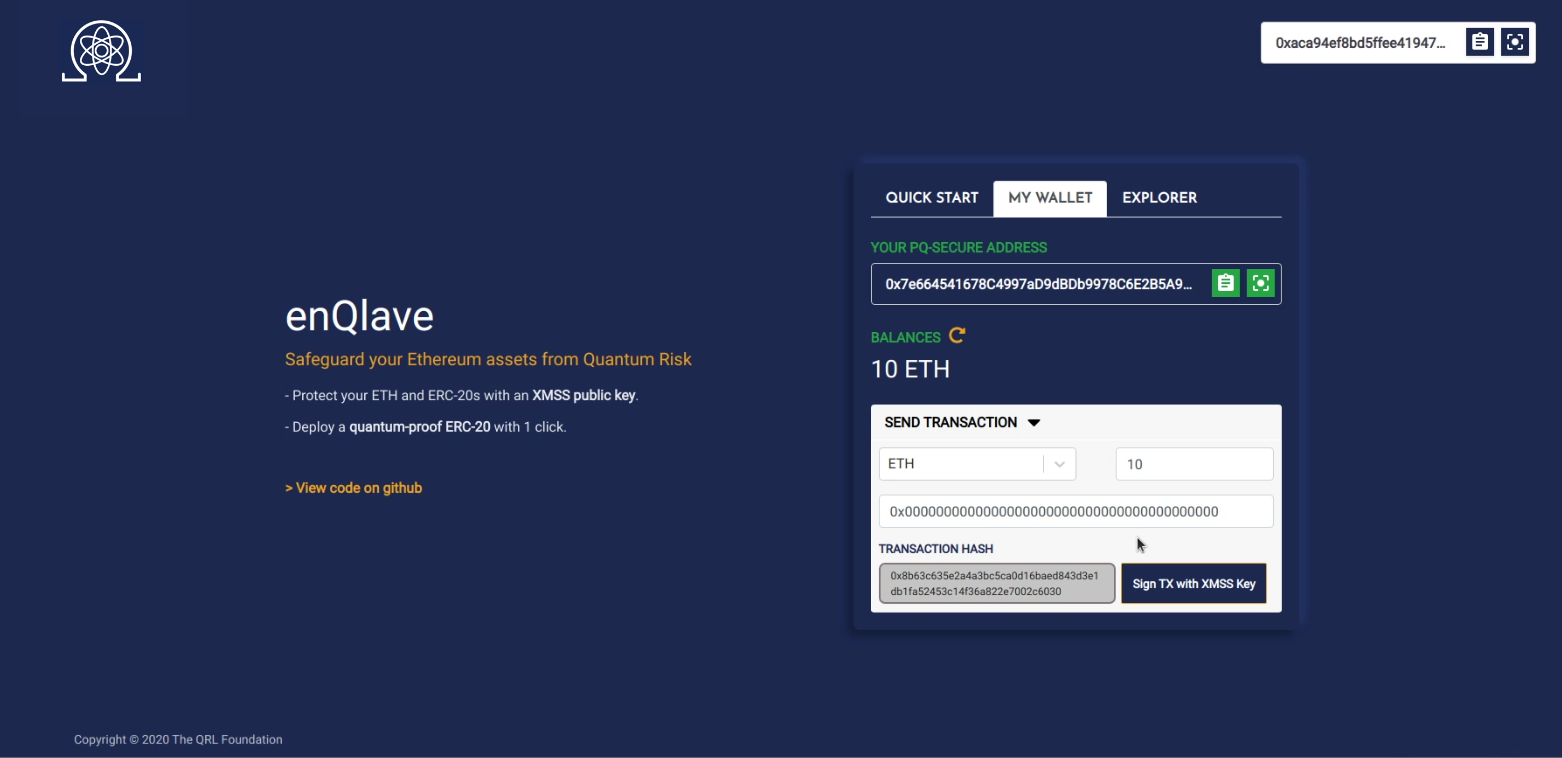 0xaca94ef8bd5ffee41947...
QUICK START MY WALLET EXPLORER
YOUR PQ-SECURE ADDRESS
0x7e664541678C4997aD9dBDb9978C6E2B5A9...
BALANCES
10 ETH
enQlave
Safeguard your Ethereum assets from Quantum Risk
- Protect your ETH and ERC-20s with an XMSS public key.
- Deploy a quantum-proof ERC-20 with 1 click.
> View code on github
SEND TRANSACTION
ETH
10
0x0000000000000000000000000000000000000000
TRANSACTION HASH
0x8b63c635e2a4a3bc5ca0d16baed843d3e1
db1fa52453c14f36a822e7002c6030
Sign TX with XMSS Key
Copyright © 2020 The QRL Foundation